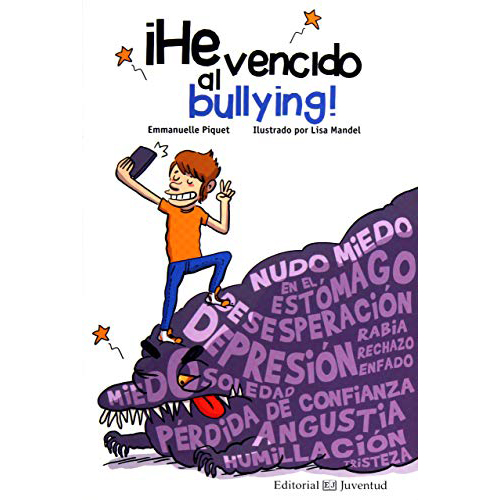 ¡He vencido
al
bullying!
Emmanuelle Piquet Ilustrado por Lisa Mandel
NUDO MIEDO
EN EL
ESTÓMAGO
DESESPERACIÓN
DEPRESIÓN
RABIA
RECHAZO
ENFADO
MIEDO
SOLEDAD
PÉRDIDA DE CONFIANZA
ANGUSTIA
HUMILLACIÓN
TRISTEZA
Editorial EJ Juventud